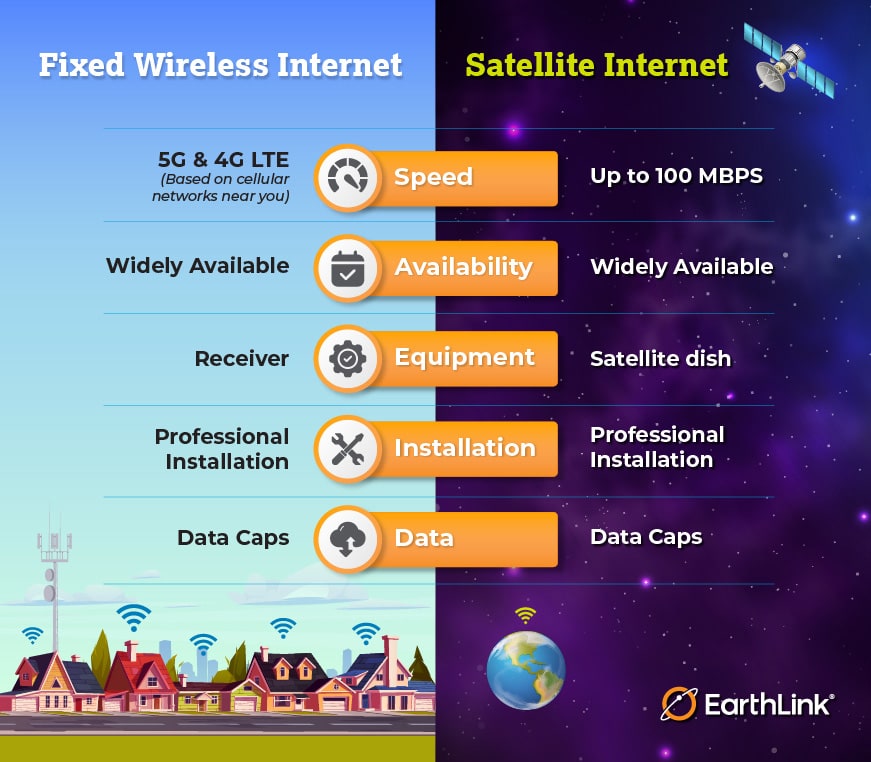 Fixed Wireless Internet
Satellite Internet
5G & 4G LTE
(Based on cellular
networks near you)
Speed
Up to 100 MBPS
Widely Available
Availability
Widely Available
Receiver
Equipment
Satellite dish
Professional
Installation
Installation
Professional
Installation
Data Caps
Data
Data Caps
EarthLink®